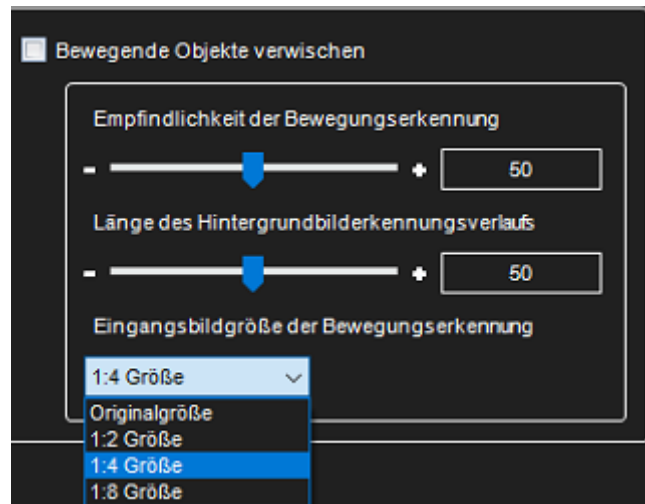 Bewegende Objekte verwischen
Empfindlichkeit der Bewegungserkennung
- + 50
Länge des Hintergrundbilderkennungsverlaufs
- + 50
Eingangsbildgröße der Bewegungserkennung
1:4 Größe
Originalgröße
1:2 Größe
1:4 Größe
1:8 Größe